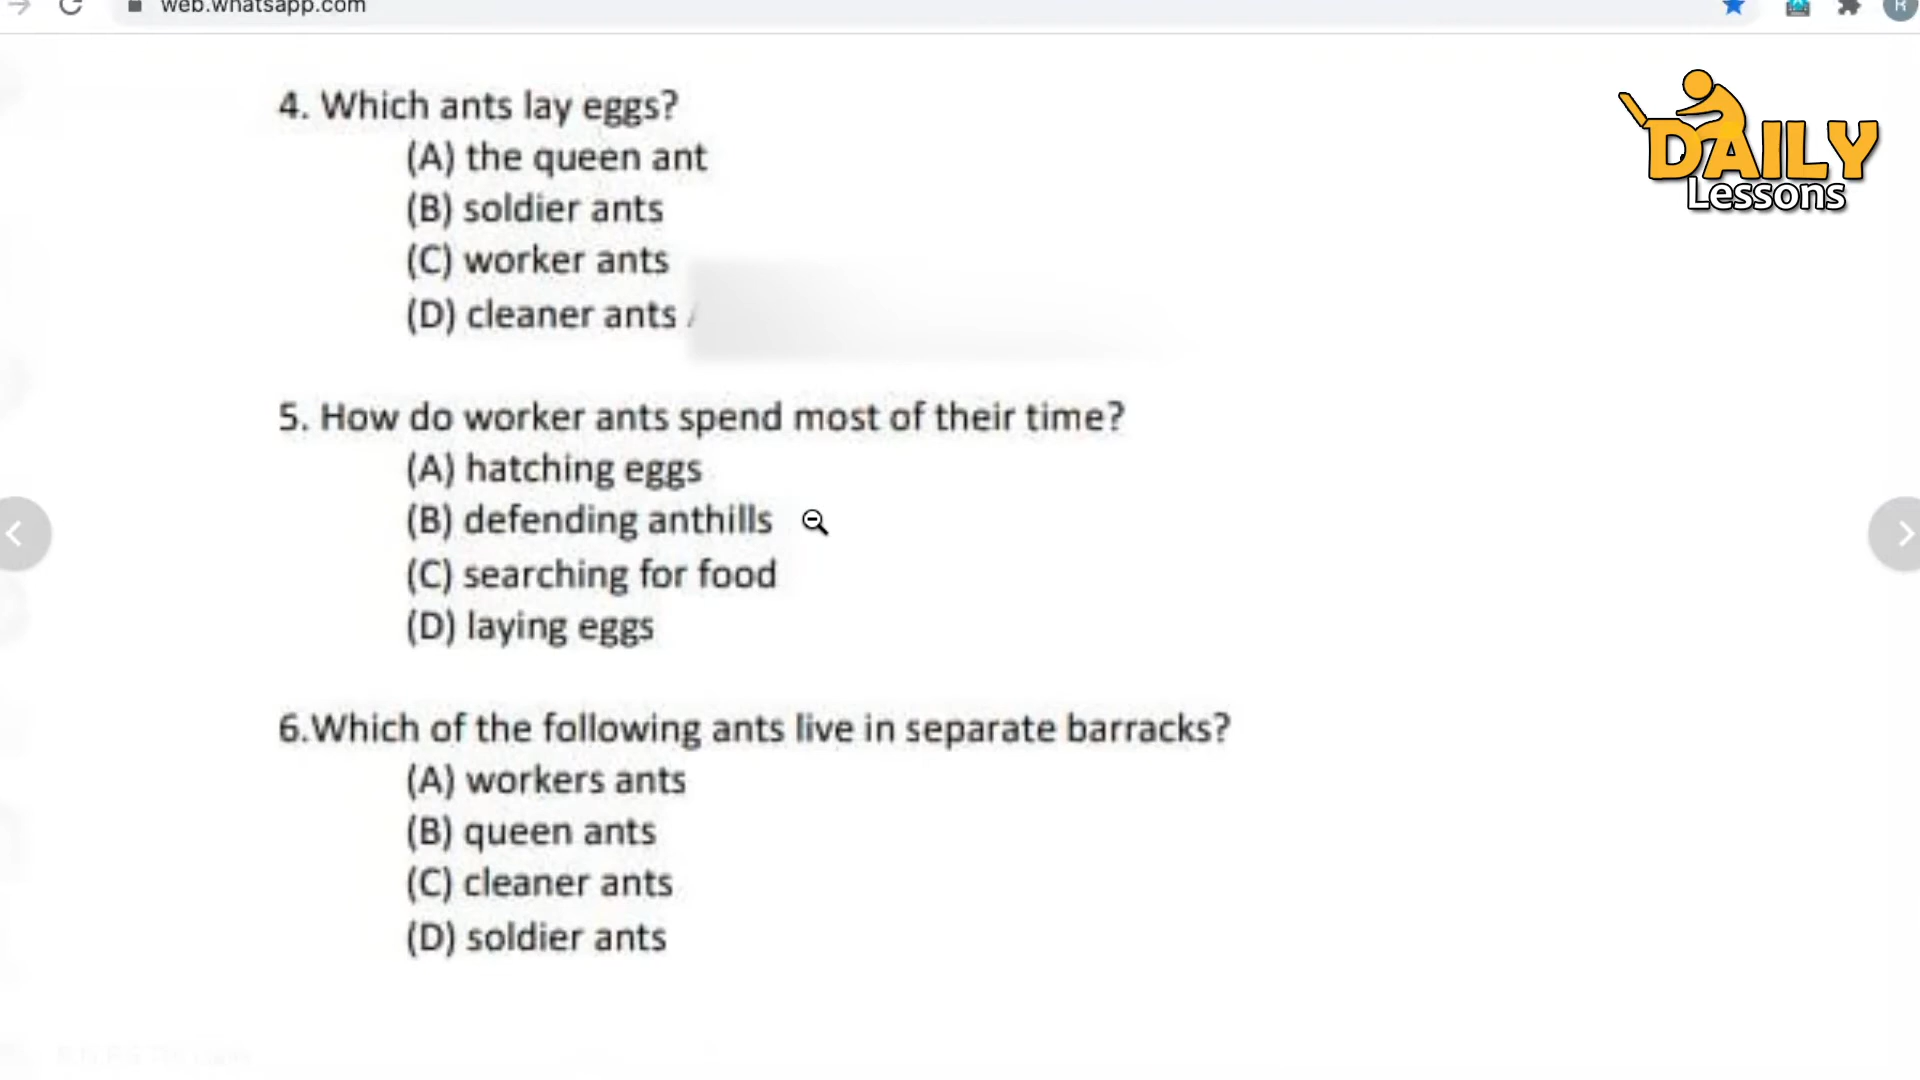 web.whatsapp.com
R
DAILY
Lessons
4. Which ants lay eggs?
(A) the queen ant
(B) soldier ants
(C) worker ants
(D) cleaner ants
5. How do worker ants spend most of their time?
(A) hatching eggs
(B) defending anthills
(C) searching for food
(D) laying eggs
6.Which of the following ants live in separate barracks?
(A) workers ants
(B) queen ants
(C) cleaner ants
(D) soldier ants